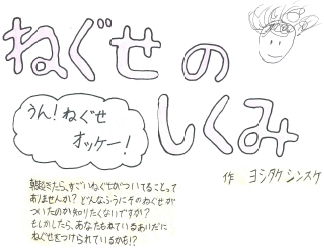 ねぐせの
うん！ねぐせ
オッケー！
しくみ
作 ヨシタケシンスケ
朝起きたら、すごいねぐせがついてることって
ありませんか？どんなふうにそのねぐせが
ついたのか知りたくないですか？
もしかしたら、あなたもねているあいだに
ねぐせをつけられているかも!?